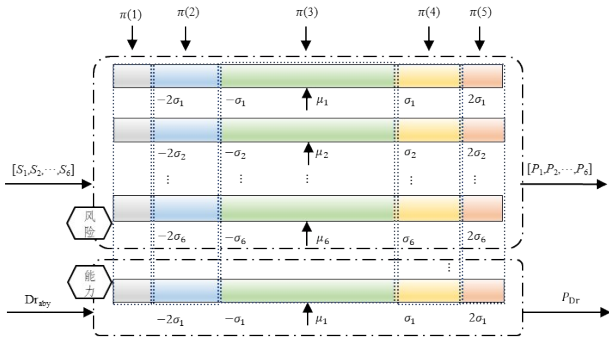 π(1) π(2) π(3) π(4) π(5)
−2σ₁ −σ₁ μ₁ σ₁ 2σ₁
−2σ₂ −σ₂ μ₂ σ₂ 2σ₂
[S₁,S₂,⋯,S₆] ⋮ ⋮ ⋮ ⋮ ⋮ [P₁,P₂,⋯,P₆]
风
险
−2σ₆ −σ₆ μ₆ σ₆ 2σ₆
⋮
能
力
Dr_aby P_Dr
−2σ₁ −σ₁ μ₁ σ₁ 2σ₁